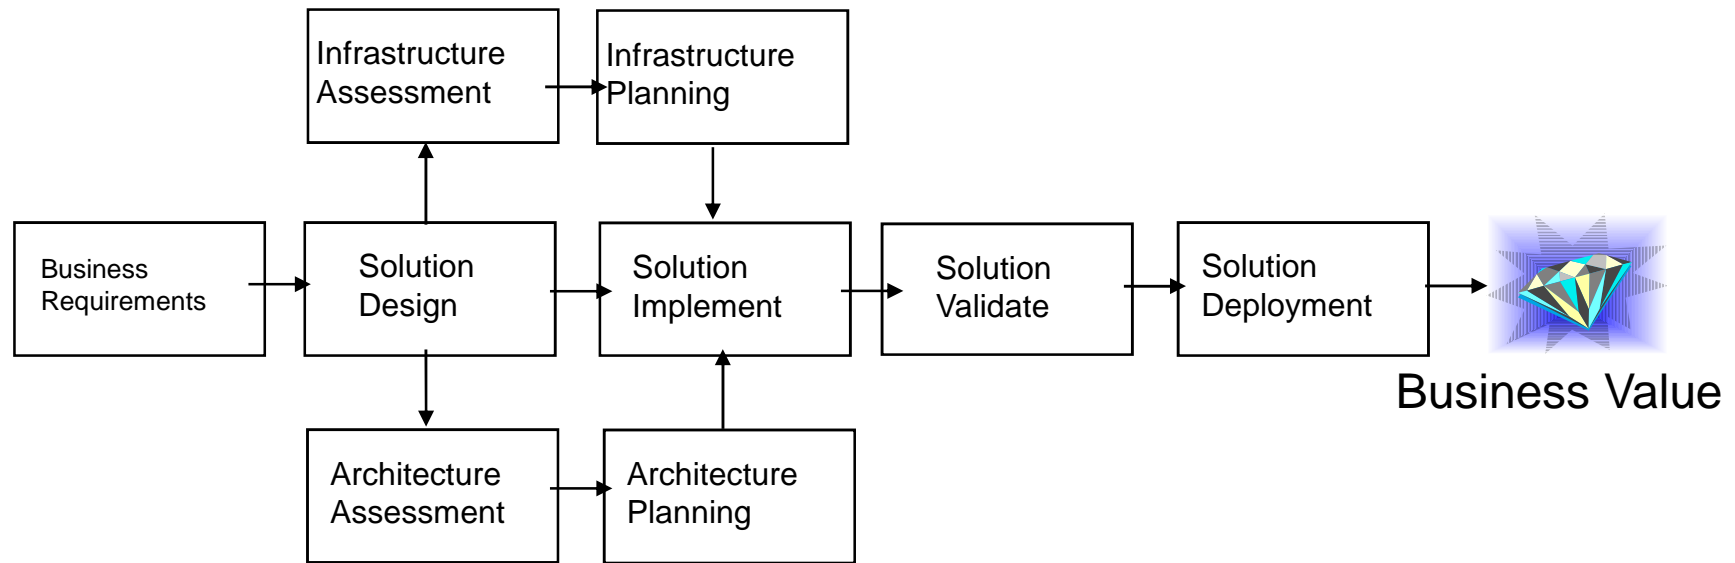 Infrastructure
Assessment
Infrastructure
Planning
Business
Requirements
Solution
Design
Solution
Implement
Solution
Validate
Solution
Deployment
Business Value
Architecture
Assessment
Architecture
Planning